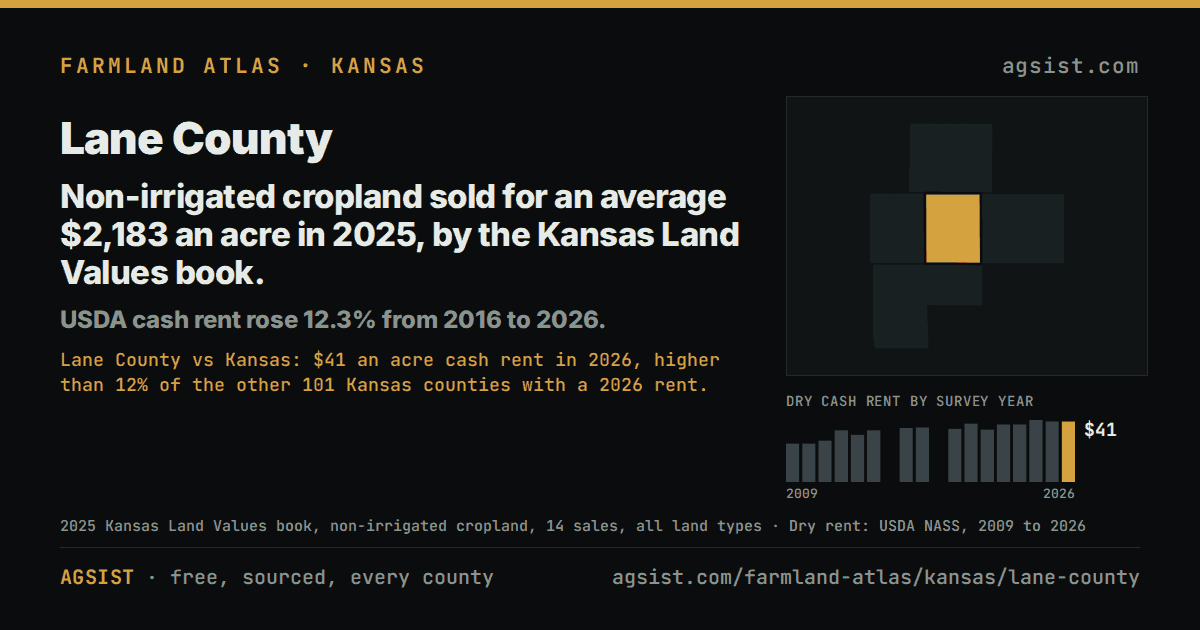 FARMLAND ATLAS · KANSAS
agsist.com
Lane County
Non-irrigated cropland sold for an average
$2,183 an acre in 2025, by the Kansas Land
Values book.
USDA cash rent rose 12.3% from 2016 to 2026.
Lane County vs Kansas: $41 an acre cash rent in 2026, higher
than 12% of the other 101 Kansas counties with a 2026 rent.
DRY CASH RENT BY SURVEY YEAR
$41
2009
2026
2025 Kansas Land Values book, non-irrigated cropland, 14 sales, all land types · Dry rent: USDA NASS, 2009 to 2026
AGSIST · free, sourced, every county
agsist.com/farmland-atlas/kansas/lane-county